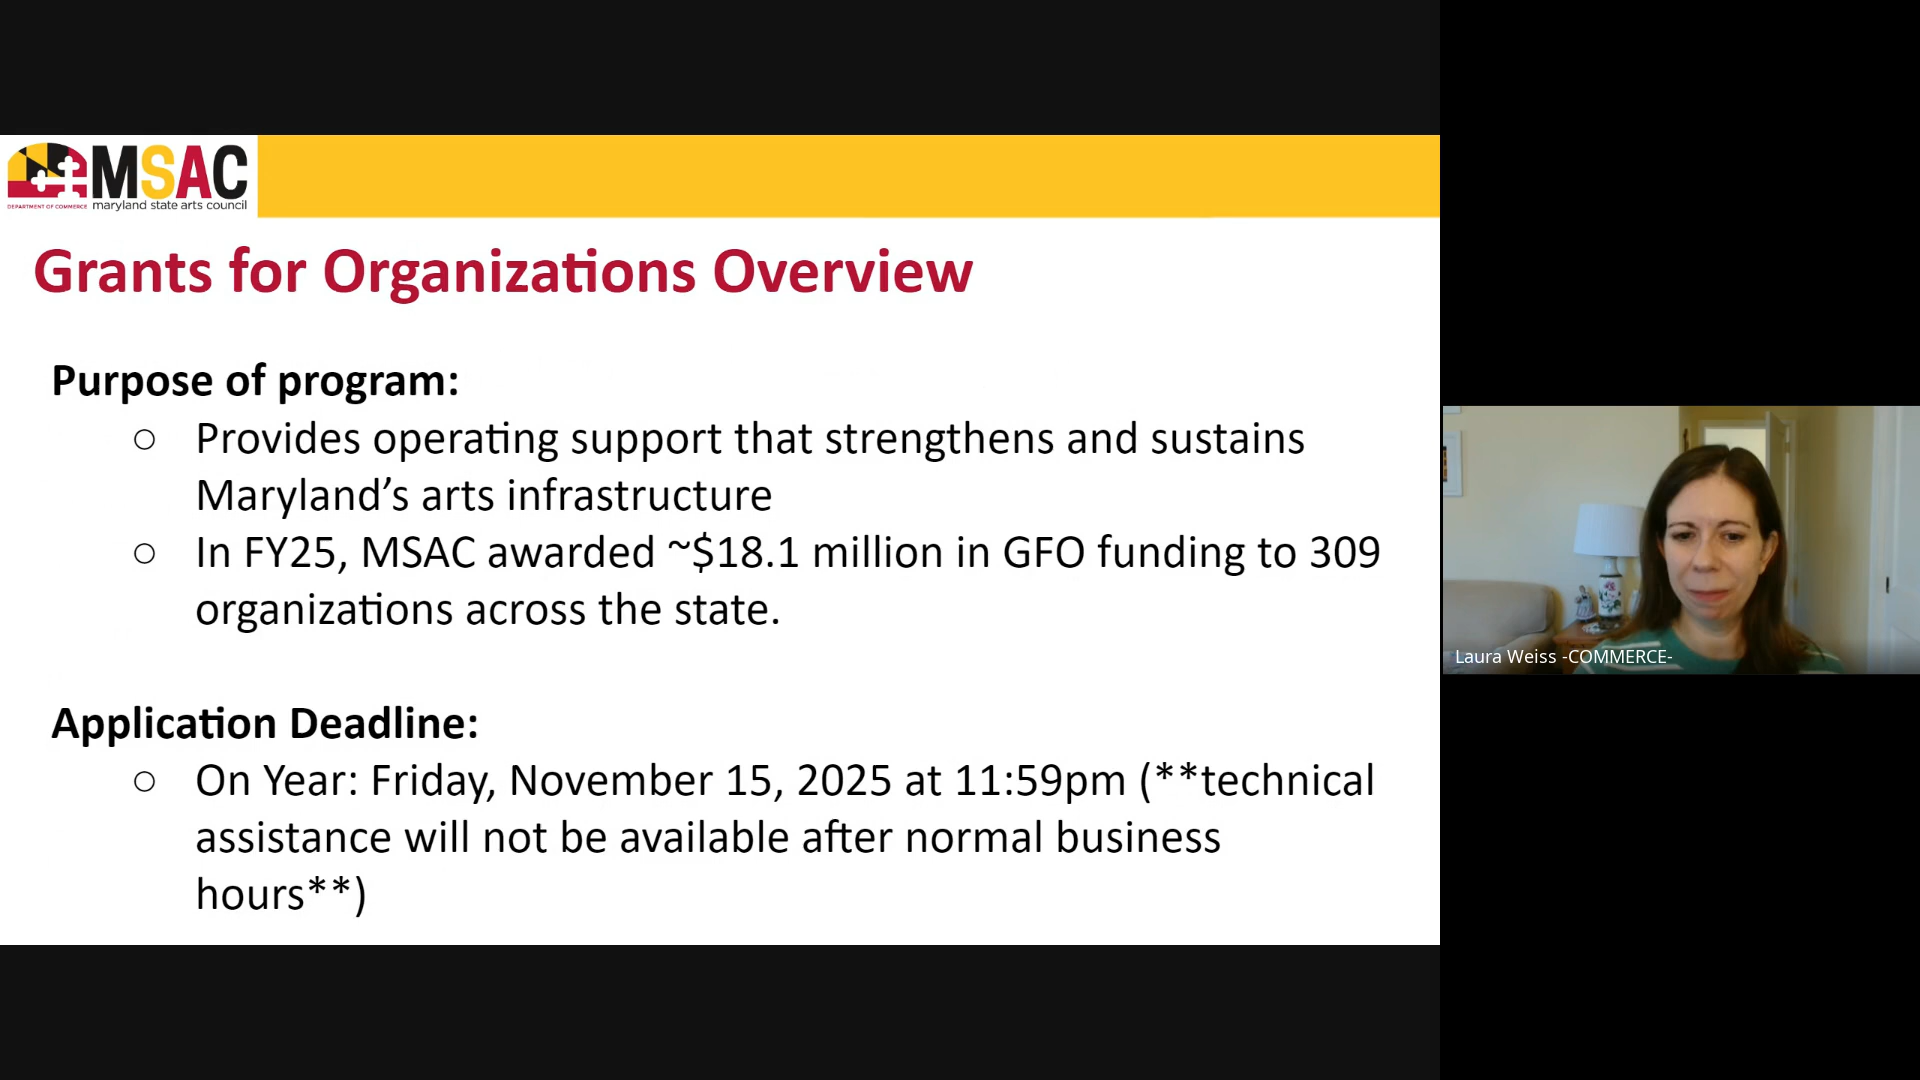 MSAC
DEPARTMENT OF COMMERCE
maryland state arts council
Grants for Organizations Overview
Purpose of program:
○ Provides operating support that strengthens and sustains
Maryland’s arts infrastructure
○ In FY25, MSAC awarded ~$18.1 million in GFO funding to 309
organizations across the state.
Application Deadline:
○ On Year: Friday, November 15, 2025 at 11:59pm (**technical
assistance will not be available after normal business
hours**)
Laura Weiss -COMMERCE-